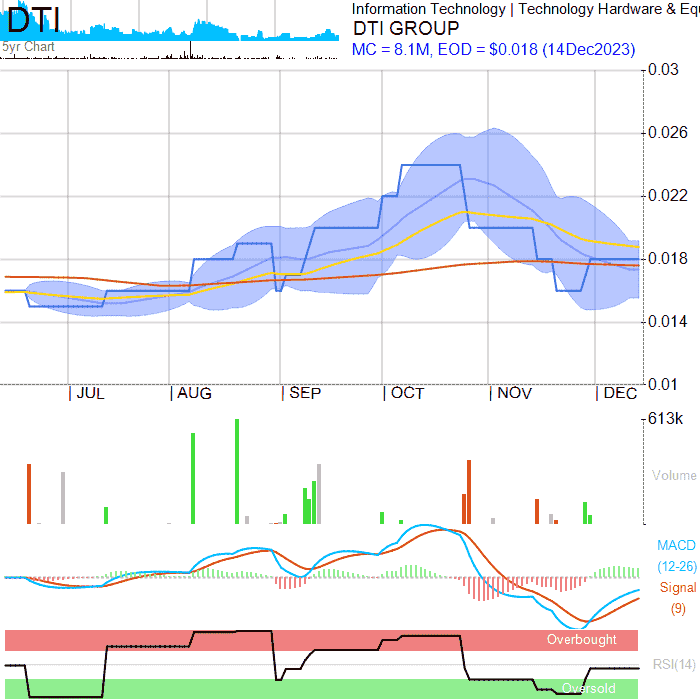 DTI
Information Technology | Technology Hardware & Equ
DTI GROUP
5yr Chart
MC = 8.1M, EOD = $0.018 (14Dec2023)
0.03
0.026
0.022
0.018
0.014
0.01
| JUL | AUG | SEP | OCT | NOV | DEC
613k
Volume
MACD
(12-26)
Signal
(9)
Overbought
RSI(14)
Oversold